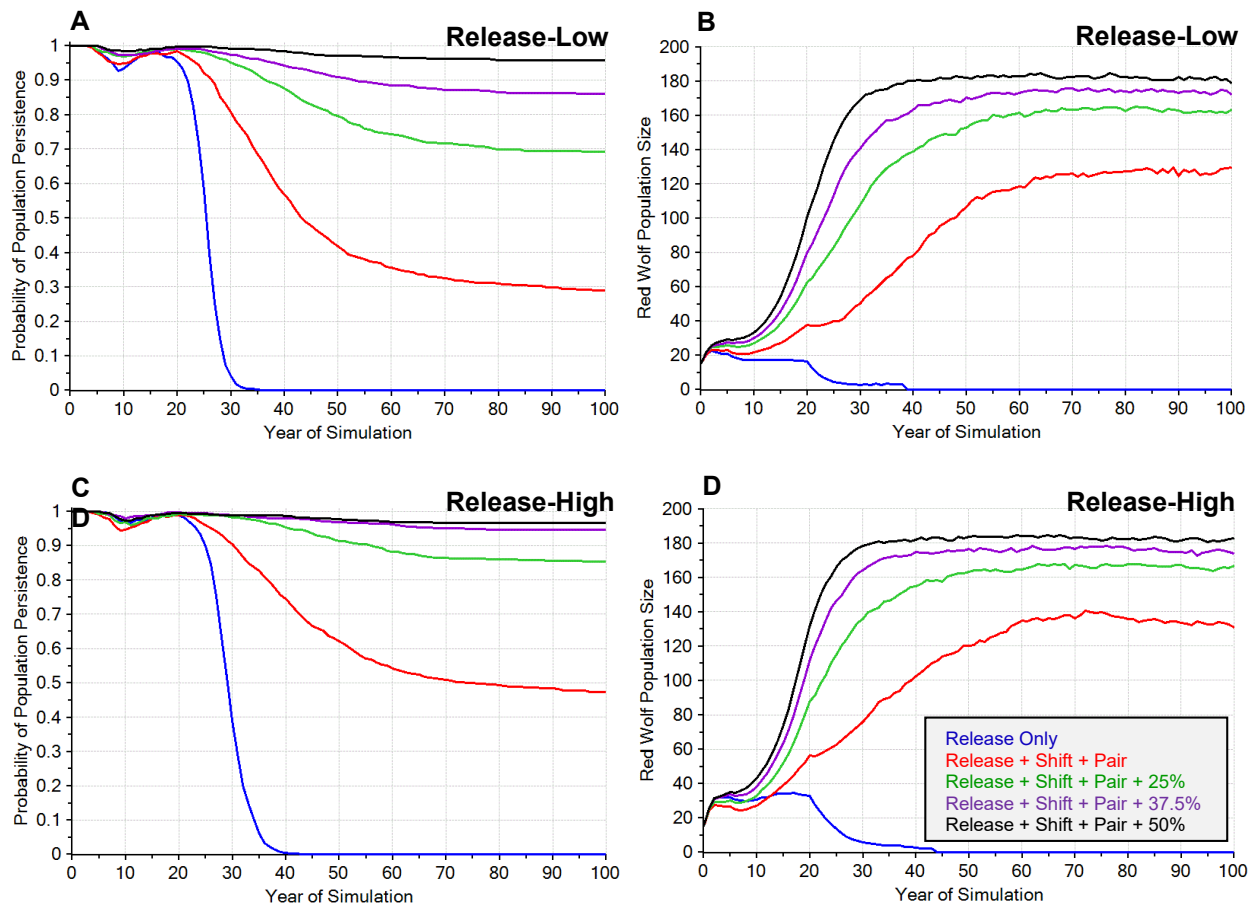 A
Release-Low
Probability of Population Persistence
1
0.9
0.8
0.7
0.6
0.5
0.4
0.3
0.2
0.1
0
0 10 20 30 40 50 60 70 80 90 100
Year of Simulation
B
Release-Low
Red Wolf Population Size
200
180
160
140
120
100
80
60
40
20
0
0 10 20 30 40 50 60 70 80 90 100
Year of Simulation
C
D
Release-High
Probability of Population Persistence
1
0.9
0.8
0.7
0.6
0.5
0.4
0.3
0.2
0.1
0
0 10 20 30 40 50 60 70 80 90 100
Year of Simulation
D
Release-High
Red Wolf Population Size
200
180
160
140
120
100
80
60
40
20
0
0 10 20 30 40 50 60 70 80 90 100
Year of Simulation
Release Only
Release + Shift + Pair
Release + Shift + Pair + 25%
Release + Shift + Pair + 37.5%
Release + Shift + Pair + 50%